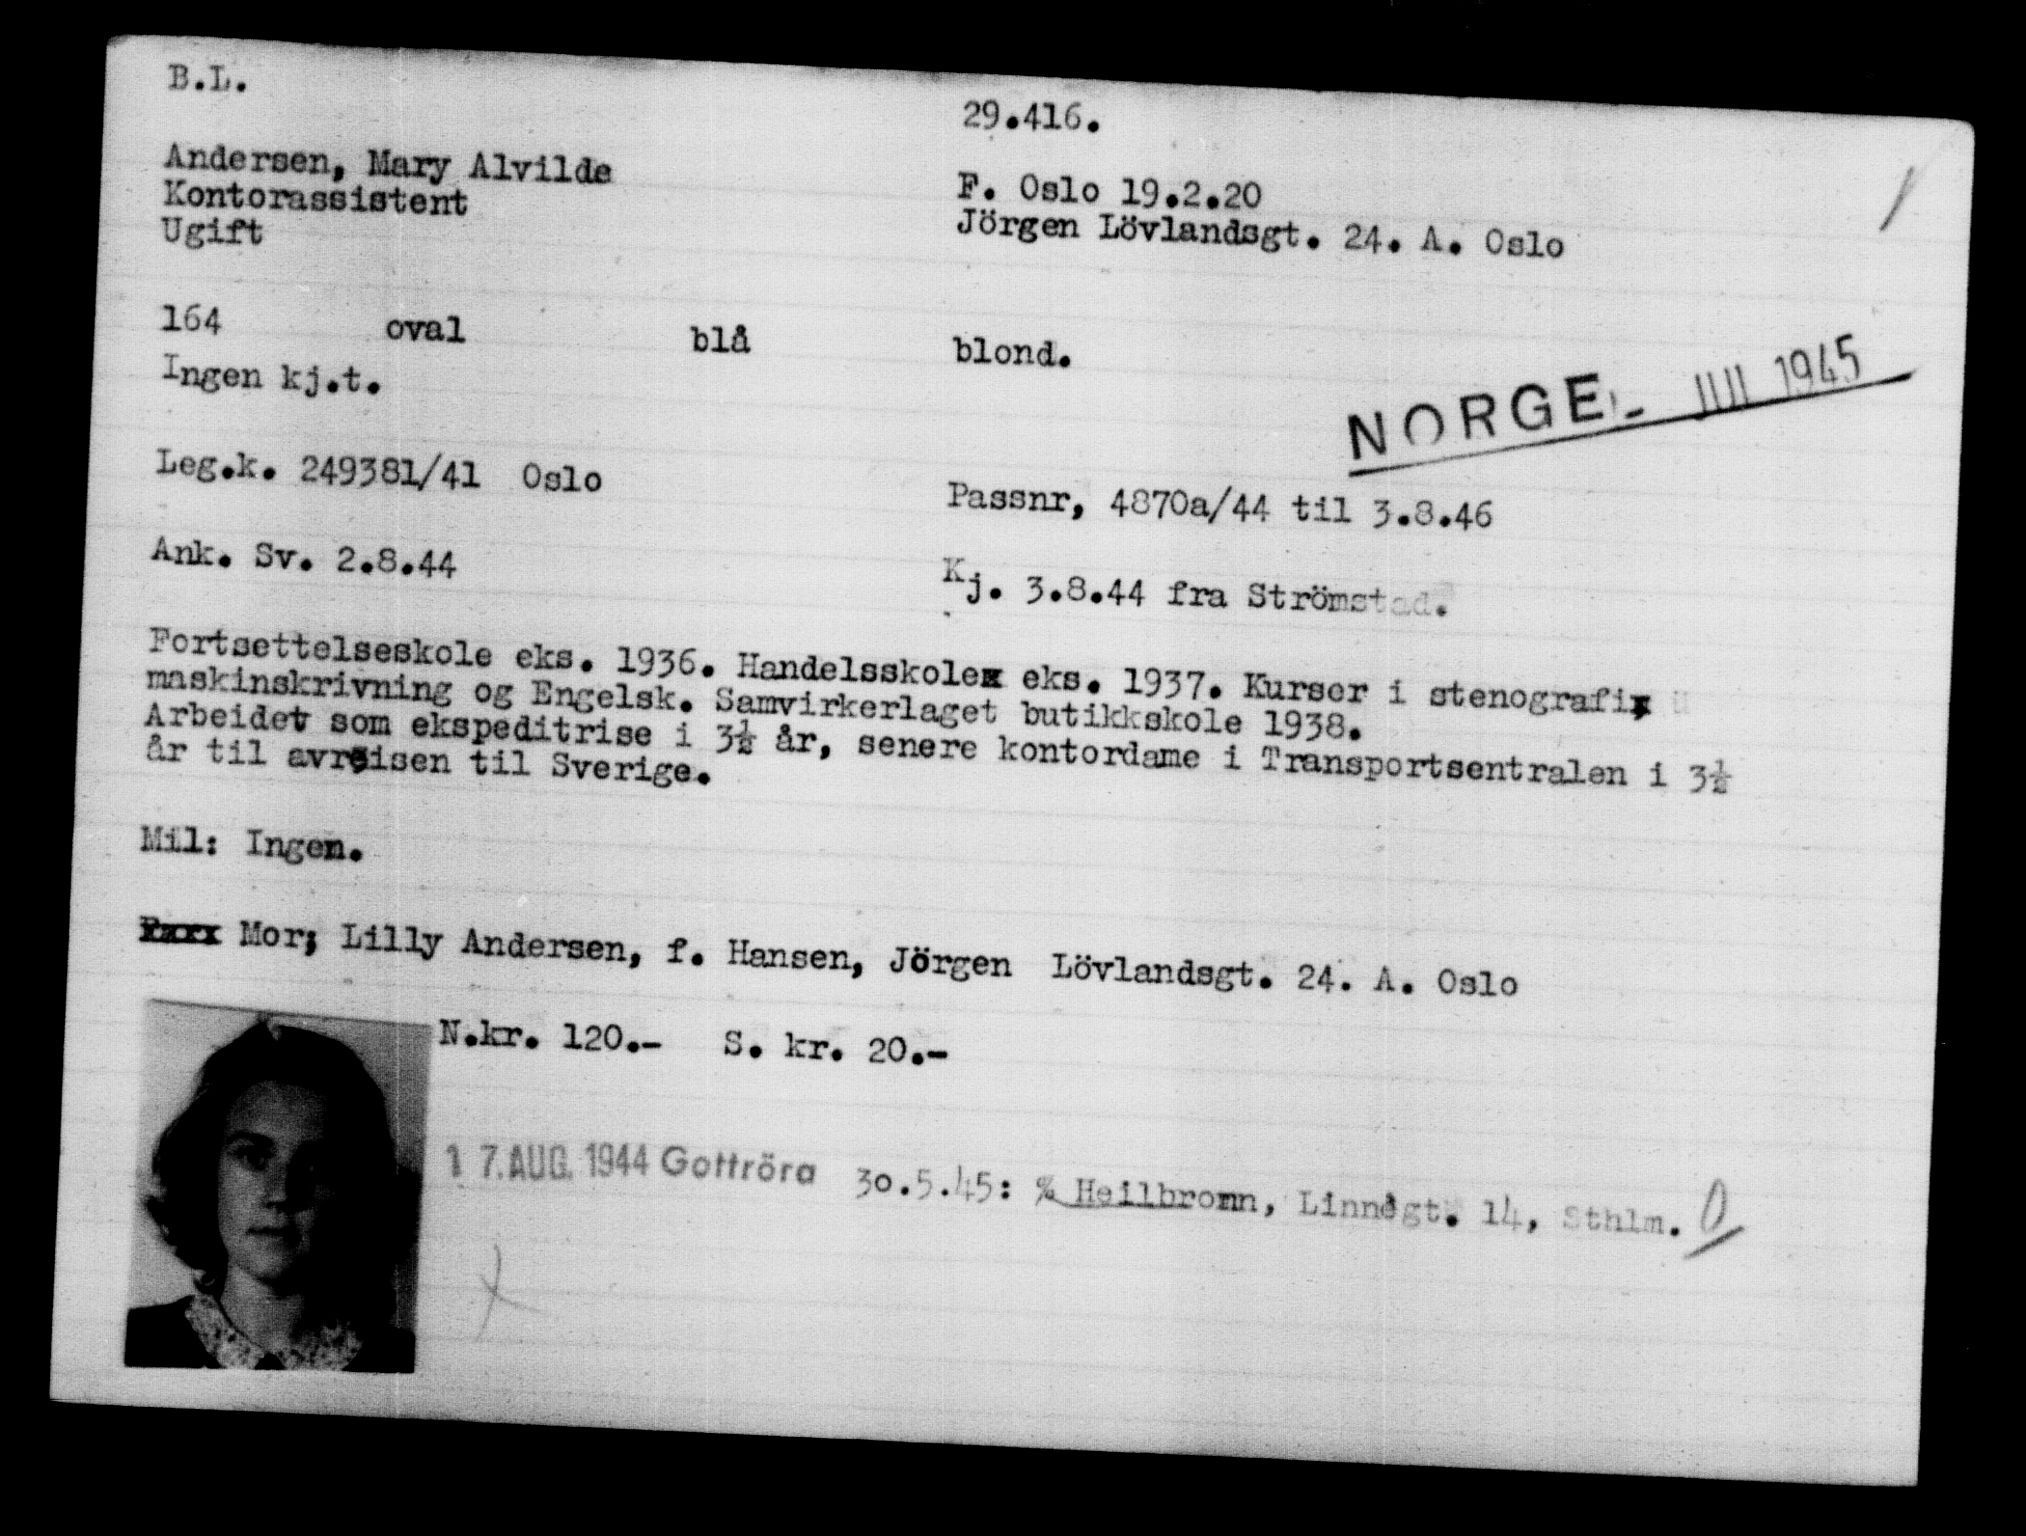 B.L.
29.416.
Andersen, Mary Alvilde
Kontorassistent
Ugift
F. Oslo 19.2.20
Jörgen Lövlandsgt. 24. A. Oslo
164 oval blå blond.
Ingen kj.t.
NORGE JUL 1945
Leg.k. 249381/41 Oslo
Passnr, 4870a/44 til 3.8.46
Ank. Sv. 2.8.44
Kj. 3.8.44 fra Strömstad.
Fortsettelseskole eks. 1936. Handelsskole eks. 1937. Kurser i stenografi,
maskinskrivning og Engelsk. Samvirkerlaget butikkskole 1938.
Arbeidet som ekspeditrise i 3½ år, senere kontordame i Transportsentralen i 3½
år til avreisen til Sverige.
Mil: Ingen.
Mor; Lilly Andersen, f. Hansen, Jörgen Lövlandsgt. 24. A. Oslo
N.kr. 120.- S. kr. 20.-
17. AUG. 1944 Gottröra 30.5.45: % Heilbronn, Linnégt. 14, Sthlm.